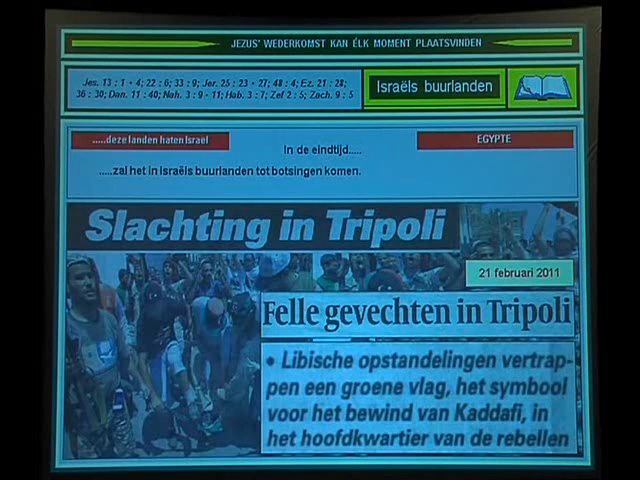 JEZUS' WEDERKOMST KAN ÉLK MOMENT PLAATSVINDEN
Jes. 13 : 1 - 4; 22 : 6; 33 : 9; Jer. 25 : 23 - 27; 48 : 4; Ez. 21 : 28;
36 : 30; Dan. 11 : 40; Nah. 3 : 9 - 11; Hab. 3 : 7; Zef 2 : 5; Zach. 9 : 5
Israëls buurlanden
.....deze landen haten Israel
EGYPTE
In de eindtijd.....
.....zal het in Israëls buurlanden tot botsingen komen.
Slachting in Tripoli
21 februari 2011
Felle gevechten in Tripoli
• Libische opstandelingen vertrap-
pen een groene vlag, het symbool
voor het bewind van Kaddafi, in
het hoofdkwartier van de rebellen